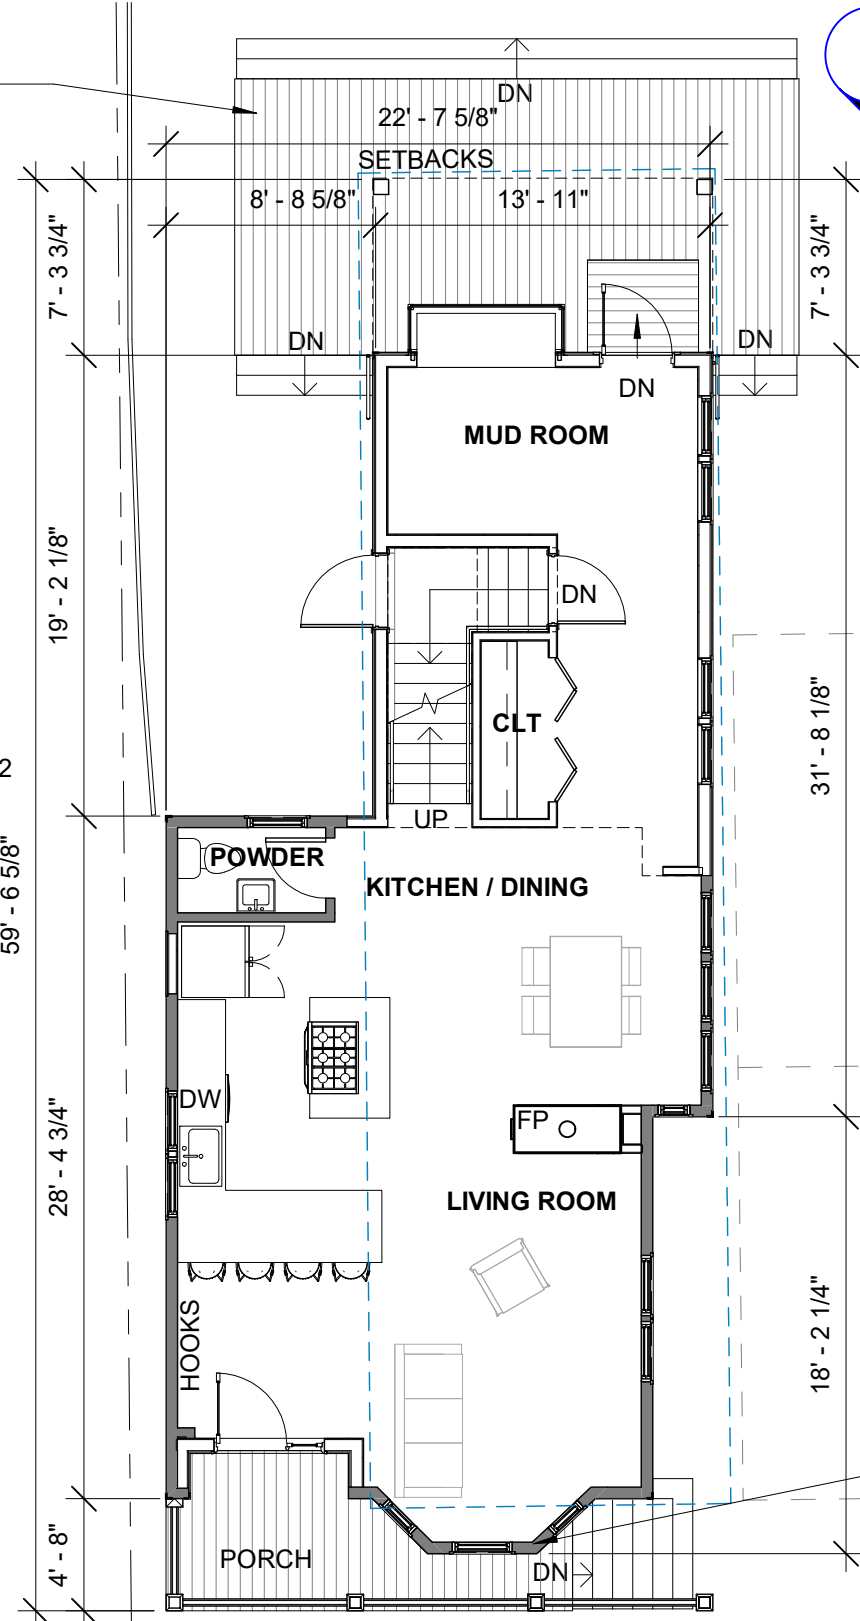 DN
22' - 7 5/8"
SETBACKS
8' - 8 5/8"
13' - 11"
7' - 3 3/4"
7' - 3 3/4"
DN
DN
DN
MUD ROOM
19' - 2 1/8"
DN
CLT
31' - 8 1/8"
2
UP
POWDER
59' - 6 5/8"
KITCHEN / DINING
DW
FP
28' - 4 3/4"
LIVING ROOM
HOOKS
18' - 2 1/4"
4' - 8"
PORCH
DN